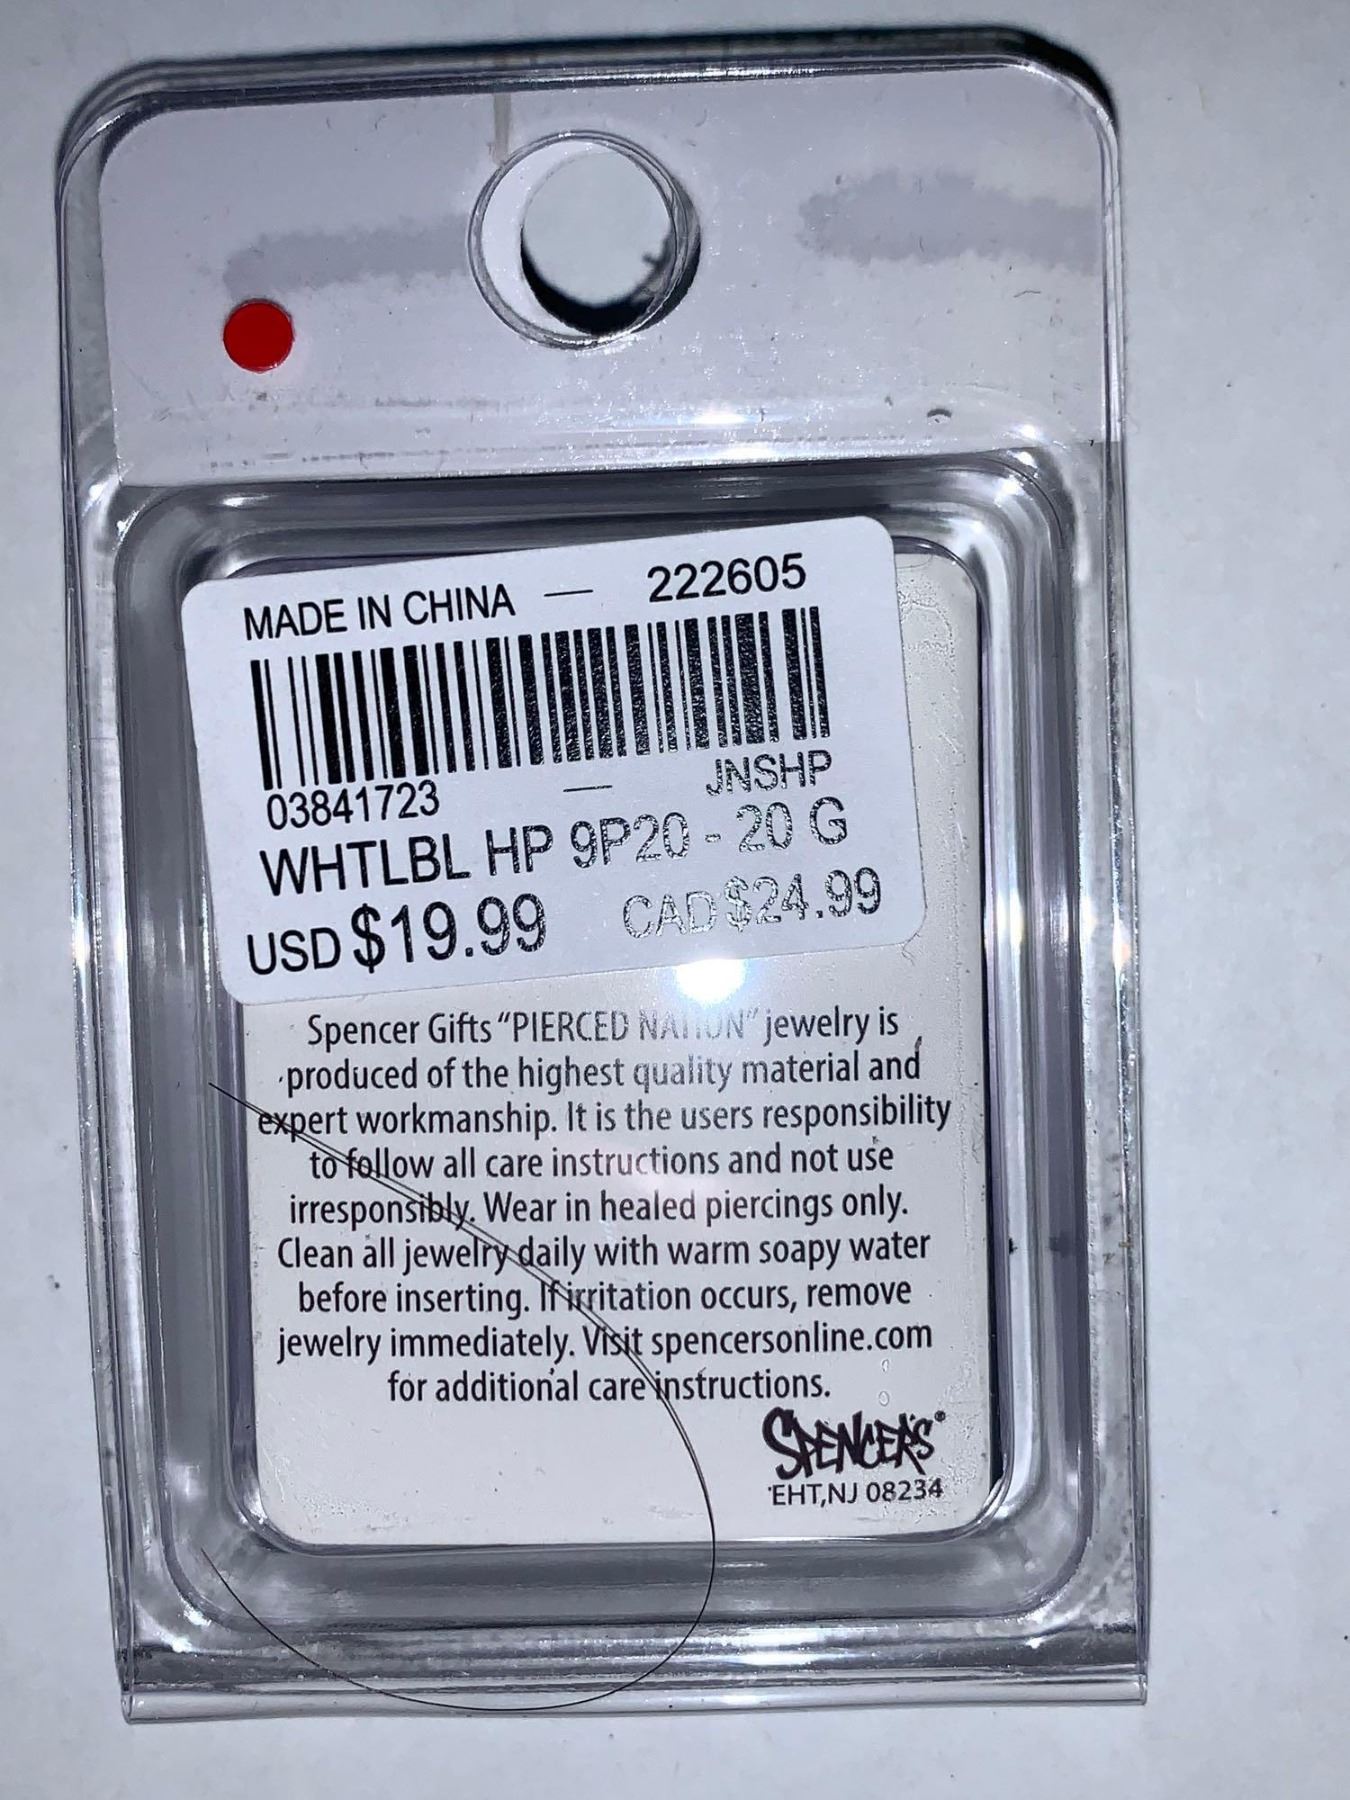 MADE IN CHINA — 222605
03841723 — JNSHP
WHTLBL HP 9P20 - 20 G
USD $19.99 CAD $24.99
Spencer Gifts “PIERCED NATION” jewelry is
produced of the highest quality material and
expert workmanship. It is the users responsibility
to follow all care instructions and not use
irresponsibly. Wear in healed piercings only.
Clean all jewelry daily with warm soapy water
before inserting. If irritation occurs, remove
jewelry immediately. Visit spencersonline.com
for additional care instructions.
SPENCER'S®
EHT,NJ 08234